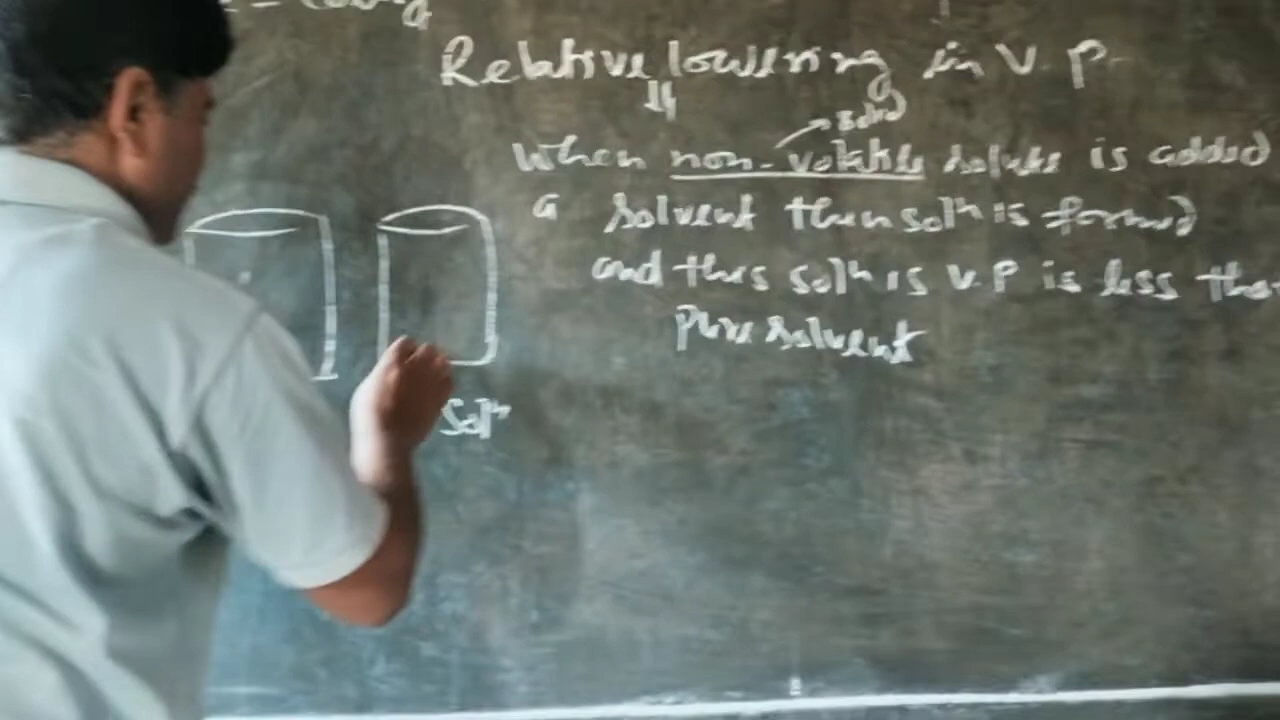 Relative lowering in V. P.
solid
When non-volatile solute is added
a solvent then solⁿ is formed
and this solⁿ is V.P is less than
pure solvent
Solⁿ